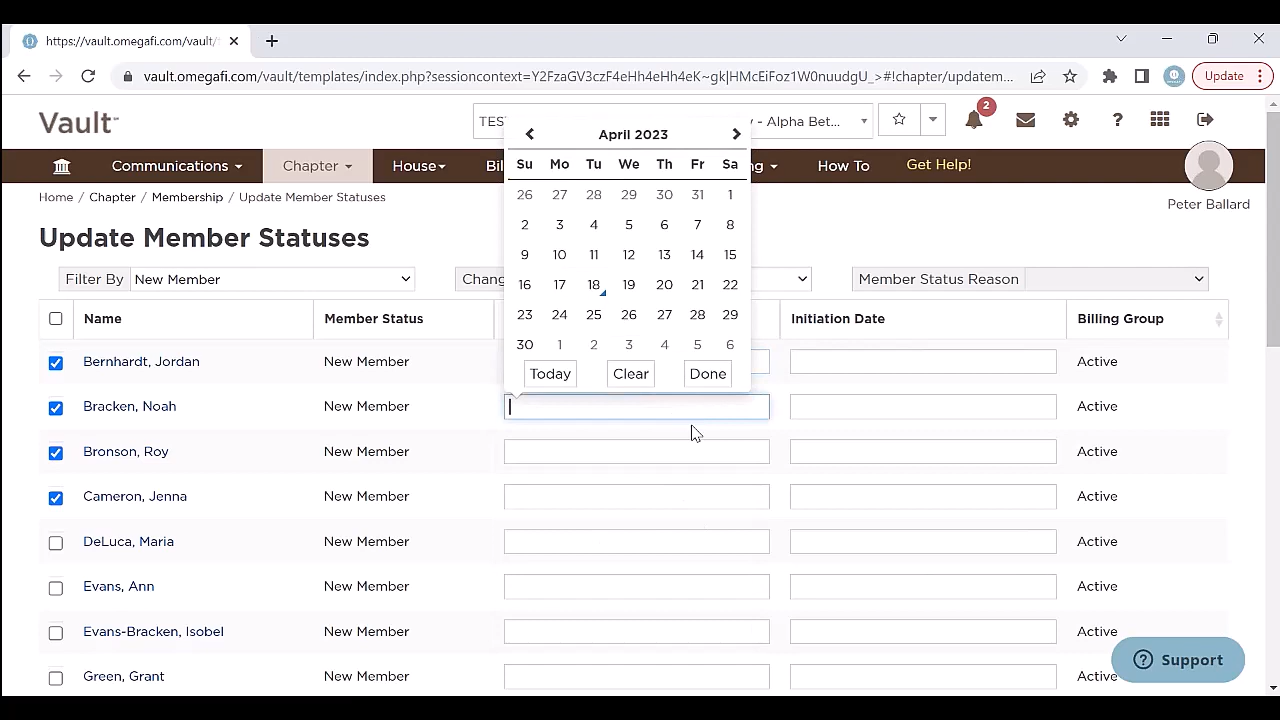 https://vault.omegafi.com/vault/
vault.omegafi.com/vault/templates/index.php?sessioncontext=Y2FzaGV3czF4eHh4eHh4eK~gk|HMcEiFoz1W0nuudgU_>#!chapter/updatem...
Update
Vault
TES
y - Alpha Bet...
2
Communications
Chapter
House
Bil
ng
How To
Get Help!
Home / Chapter / Membership / Update Member Statuses
Peter Ballard
Update Member Statuses
Filter By New Member
Chang
Member Status Reason
April 2023
Su Mo Tu We Th Fr Sa
26 27 28 29 30 31 1
2 3 4 5 6 7 8
9 10 11 12 13 14 15
16 17 18 19 20 21 22
23 24 25 26 27 28 29
30 1 2 3 4 5 6
Today Clear Done
Name Member Status Initiation Date Billing Group
Bernhardt, Jordan New Member Active
Bracken, Noah New Member Active
Bronson, Roy New Member Active
Cameron, Jenna New Member Active
DeLuca, Maria New Member Active
Evans, Ann New Member Active
Evans-Bracken, Isobel New Member
Green, Grant New Member Active
Support